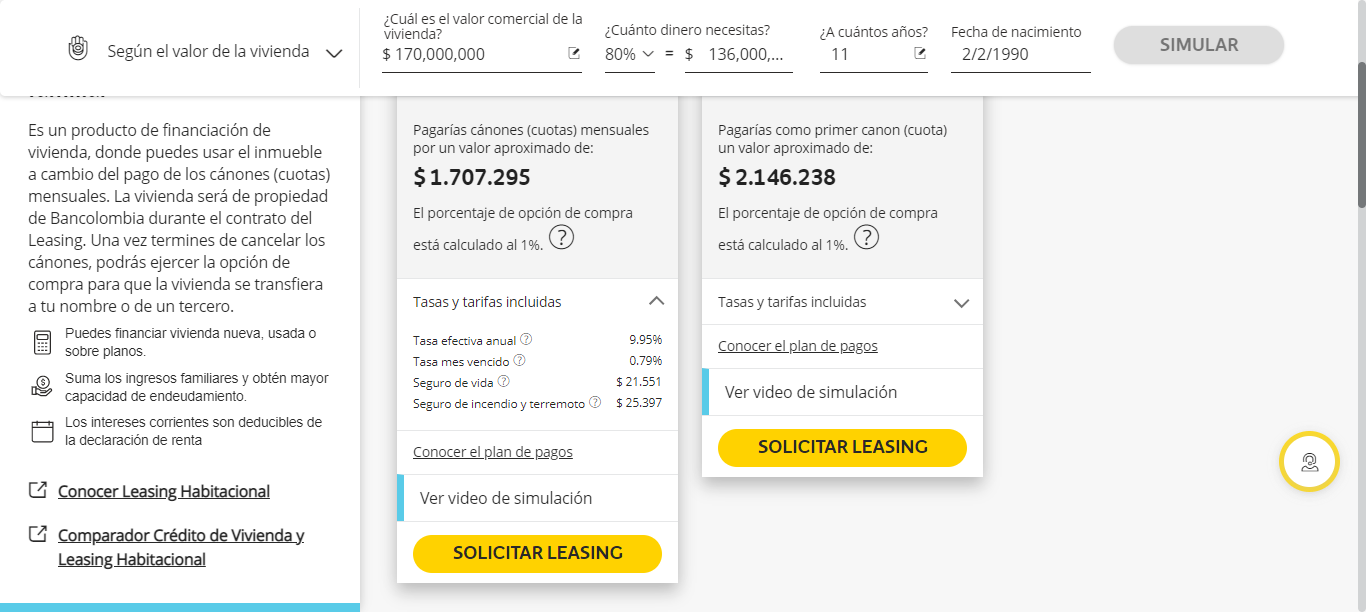 Según el valor de la vivienda
¿Cuál es el valor comercial de la
vivienda?
$ 170,000,000
¿Cuánto dinero necesitas?
80% = $ 136,000,...
¿A cuántos años?
11
Fecha de nacimiento
2/2/1990
SIMULAR
Es un producto de financiación de
vivienda, donde puedes usar el inmueble
a cambio del pago de los cánones (cuotas)
mensuales. La vivienda será de propiedad
de Bancolombia durante el contrato del
Leasing. Una vez termines de cancelar los
cánones, podrás ejercer la opción de
compra para que la vivienda se transfiera
a tu nombre o de un tercero.
Puedes financiar vivienda nueva, usada o
sobre planos.
Suma los ingresos familiares y obtén mayor
capacidad de endeudamiento.
Los intereses corrientes son deducibles de
la declaración de renta
Conocer Leasing Habitacional
Comparador Crédito de Vivienda y
Leasing Habitacional
Pagarías cánones (cuotas) mensuales
por un valor aproximado de:
$ 1.707.295
El porcentaje de opción de compra
está calculado al 1%. ?
Tasas y tarifas incluidas
Tasa efectiva anual ? 9.95%
Tasa mes vencido ? 0.79%
Seguro de vida ? $ 21.551
Seguro de incendio y terremoto ? $ 25.397
Conocer el plan de pagos
Ver video de simulación
SOLICITAR LEASING
Pagarías como primer canon (cuota)
un valor aproximado de:
$ 2.146.238
El porcentaje de opción de compra
está calculado al 1%. ?
Tasas y tarifas incluidas
Conocer el plan de pagos
Ver video de simulación
SOLICITAR LEASING